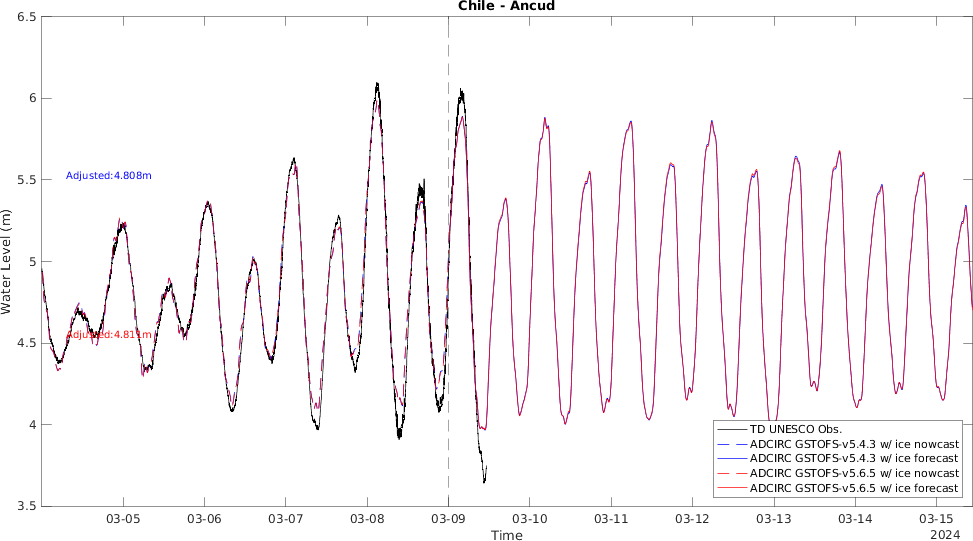 Chile - Ancud
6.5
6
5.5
5
4.5
4
3.5
Water Level (m)
Adjusted:4.808m
Adjusted:4.811m
TD UNESCO Obs.
ADCIRC GSTOFS-v5.4.3 w/ ice nowcast
ADCIRC GSTOFS-v5.4.3 w/ ice forecast
ADCIRC GSTOFS-v5.6.5 w/ ice nowcast
ADCIRC GSTOFS-v5.6.5 w/ ice forecast
03-05 03-06 03-07 03-08 03-09 03-10 03-11 03-12 03-13 03-14 03-15
2024
Time